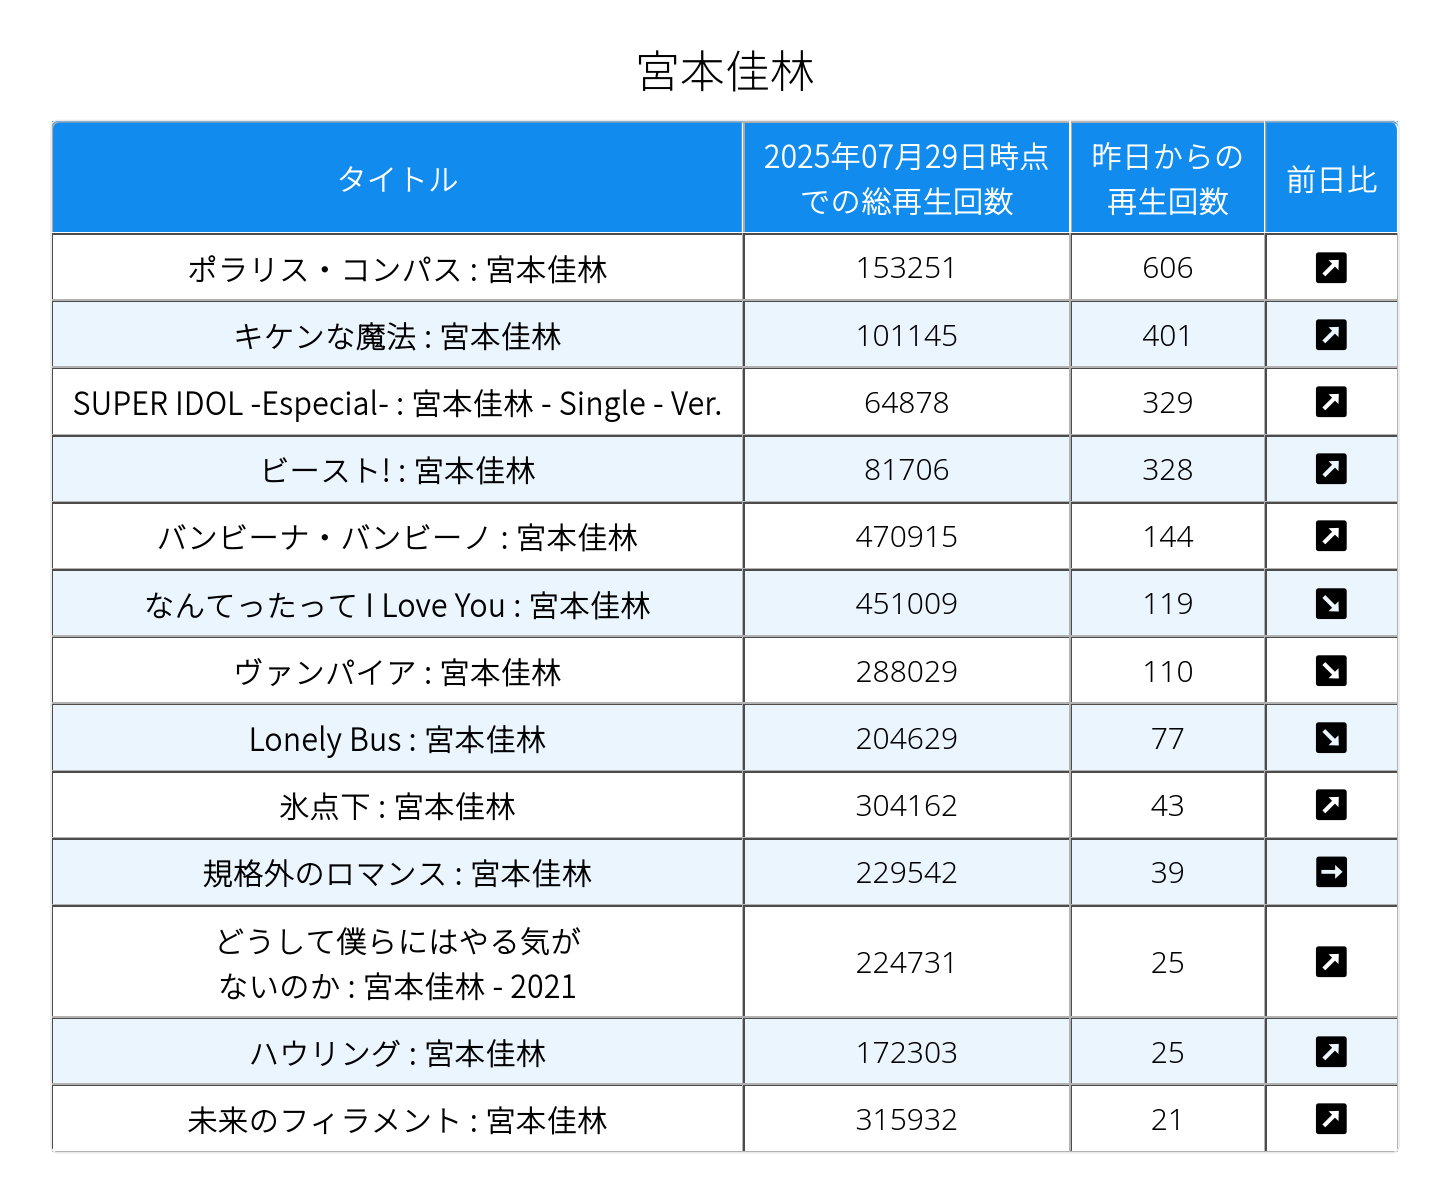 宮本佳林
タイトル
2025年07月29日時点
での総再生回数
昨日からの
再生回数
前日比
ポラリス・コンパス : 宮本佳林 153251 606 ↗
キケンな魔法 : 宮本佳林 101145 401 ↗
SUPER IDOL -Especial- : 宮本佳林 - Single - Ver. 64878 329 ↗
ビースト! : 宮本佳林 81706 328 ↗
バンビーナ・バンビーノ : 宮本佳林 470915 144 ↗
なんてったって I Love You : 宮本佳林 451009 119 ↘
ヴァンパイア : 宮本佳林 288029 110 ↘
Lonely Bus : 宮本佳林 204629 77 ↘
氷点下 : 宮本佳林 304162 43 ↗
規格外のロマンス : 宮本佳林 229542 39 →
どうして僕らにはやる気が
ないのか : 宮本佳林 - 2021 224731 25 ↗
ハウリング : 宮本佳林 172303 25 ↗
未来のフィラメント : 宮本佳林 315932 21 ↗